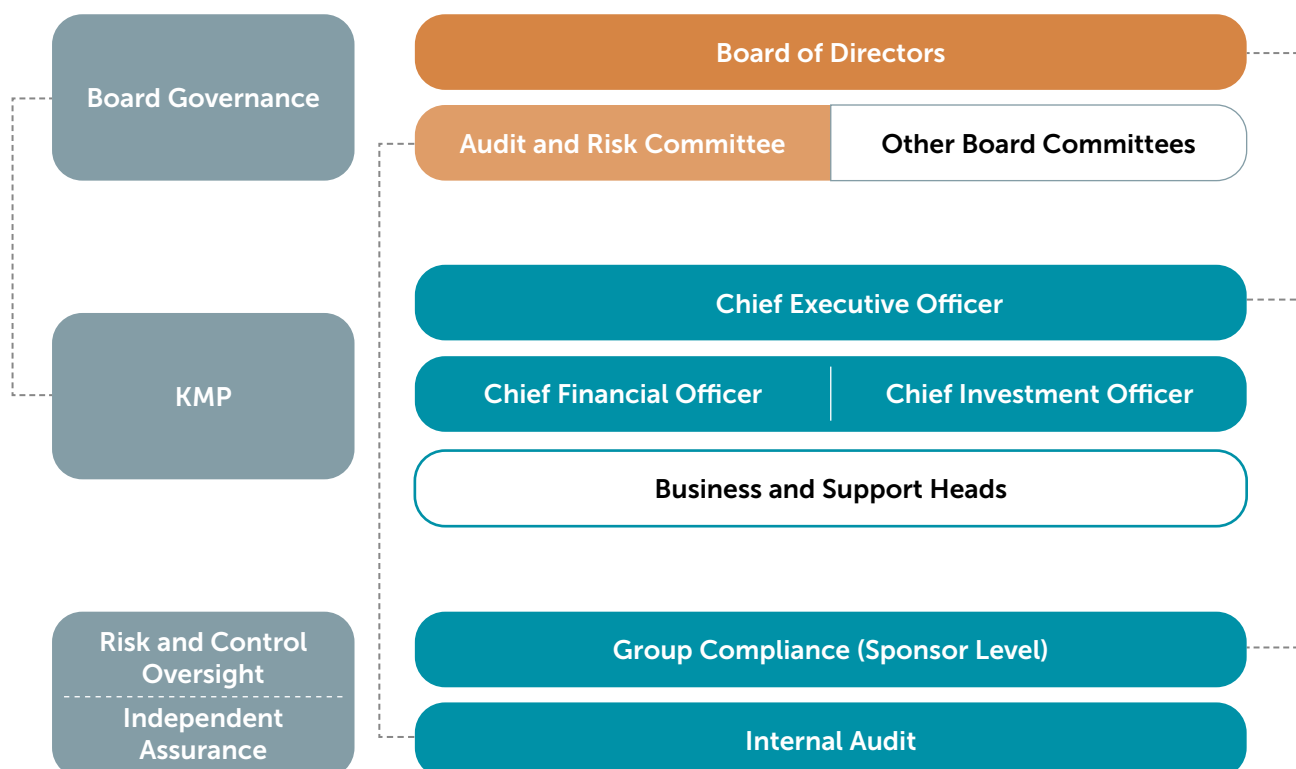 Board Governance
Board of Directors
Audit and Risk Committee
Other Board Committees
KMP
Chief Executive Officer
Chief Financial Officer
Chief Investment Officer
Business and Support Heads
Risk and Control
Oversight
Independent
Assurance
Group Compliance (Sponsor Level)
Internal Audit